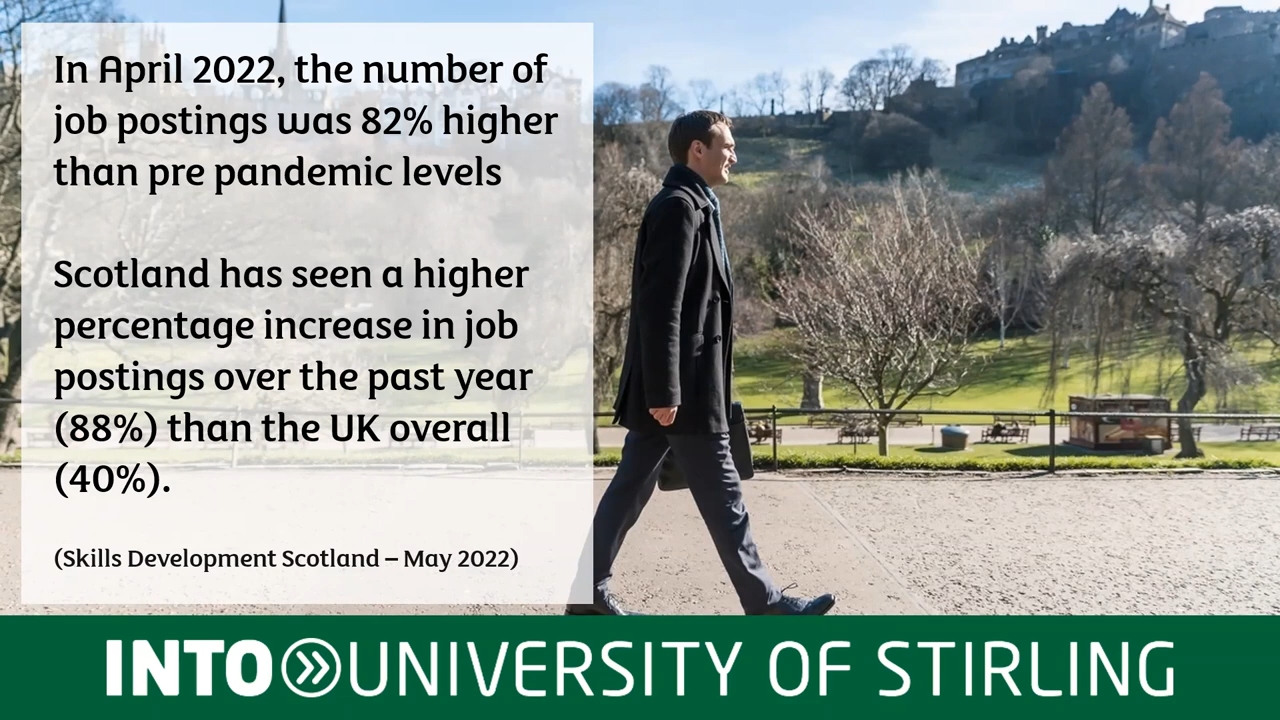 In April 2022, the number of
job postings was 82% higher
than pre pandemic levels
Scotland has seen a higher
percentage increase in job
postings over the past year
(88%) than the UK overall
(40%).
(Skills Development Scotland – May 2022)
INTO UNIVERSITY OF STIRLING